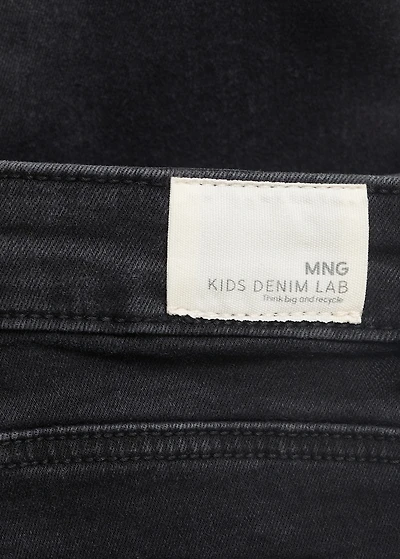 MNG
KIDS DENIM LAB
Think big and recycle